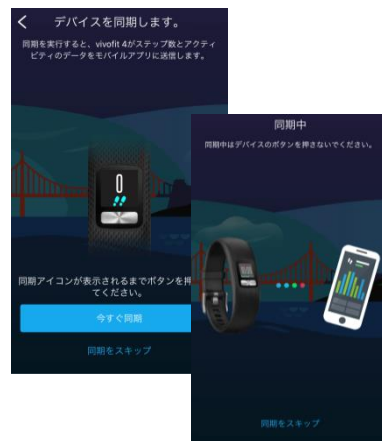 デバイスを同期します。
同期を実行すると、vivofit 4がステップ数とアクティ
ビティのデータをモバイルアプリに送信します。
0
同期アイコンが表示されるまでボタンを押
てください。
今すぐ同期
同期をスキップ
同期中
同期中はデバイスのボタンを押さないでください。
同期をスキップ